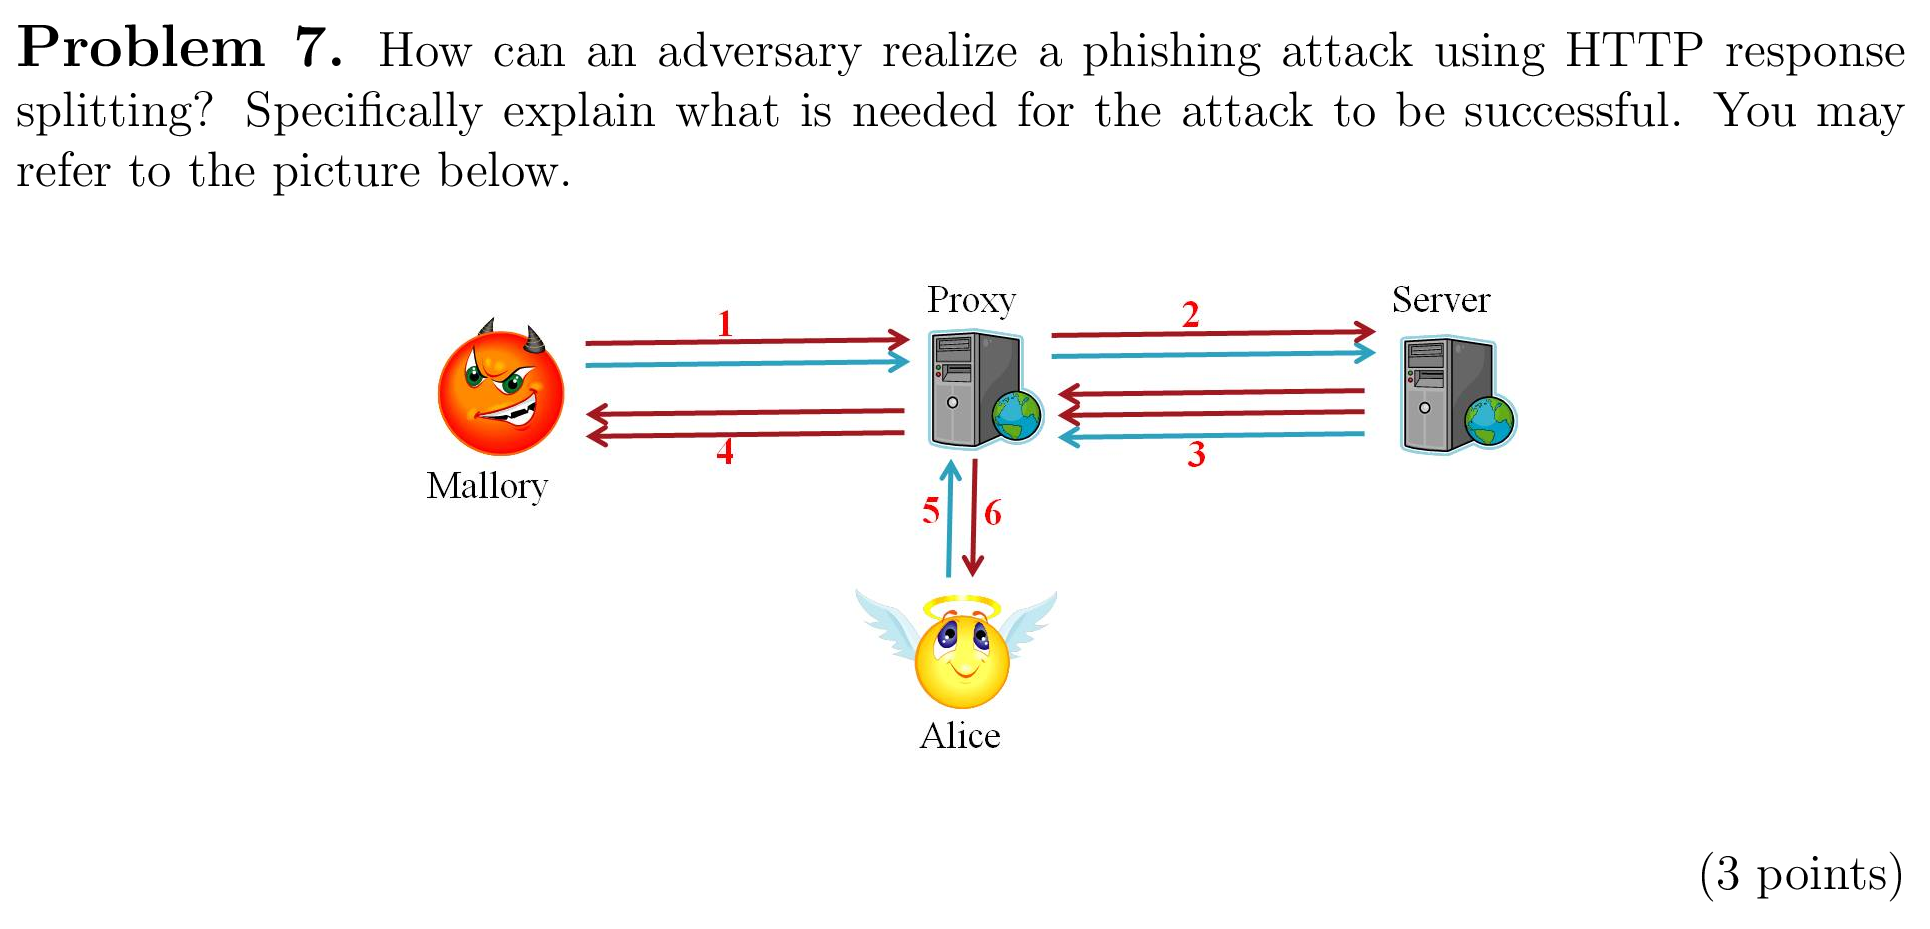 Problem 7. How can an adversary realize a phishing attack using HTTP response
splitting? Specifically explain what is needed for the attack to be successful. You may
refer to the picture below.
Proxy
Server
1
2
4
3
Mallory
5
6
Alice
(3 points)